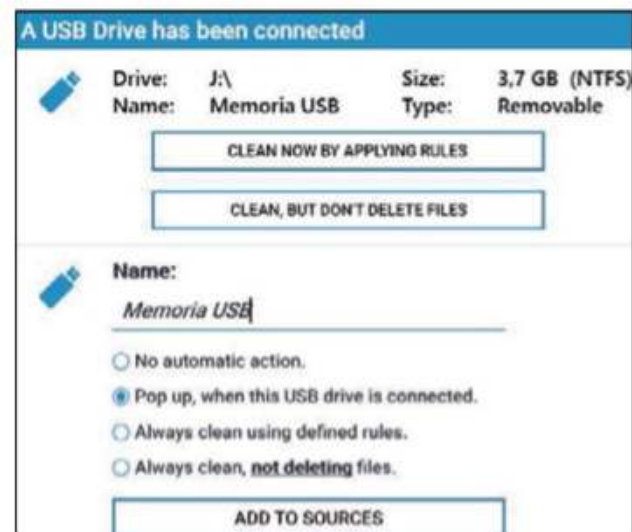 A USB Drive has been connected
Drive: J:\ Size: 3,7 GB (NTFS)
Name: Memoria USB Type: Removable
CLEAN NOW BY APPLYING RULES
CLEAN, BUT DON'T DELETE FILES
Name:
Memoria USB
No automatic action.
Pop up, when this USB drive is connected.
Always clean using defined rules.
Always clean, not deleting files.
ADD TO SOURCES